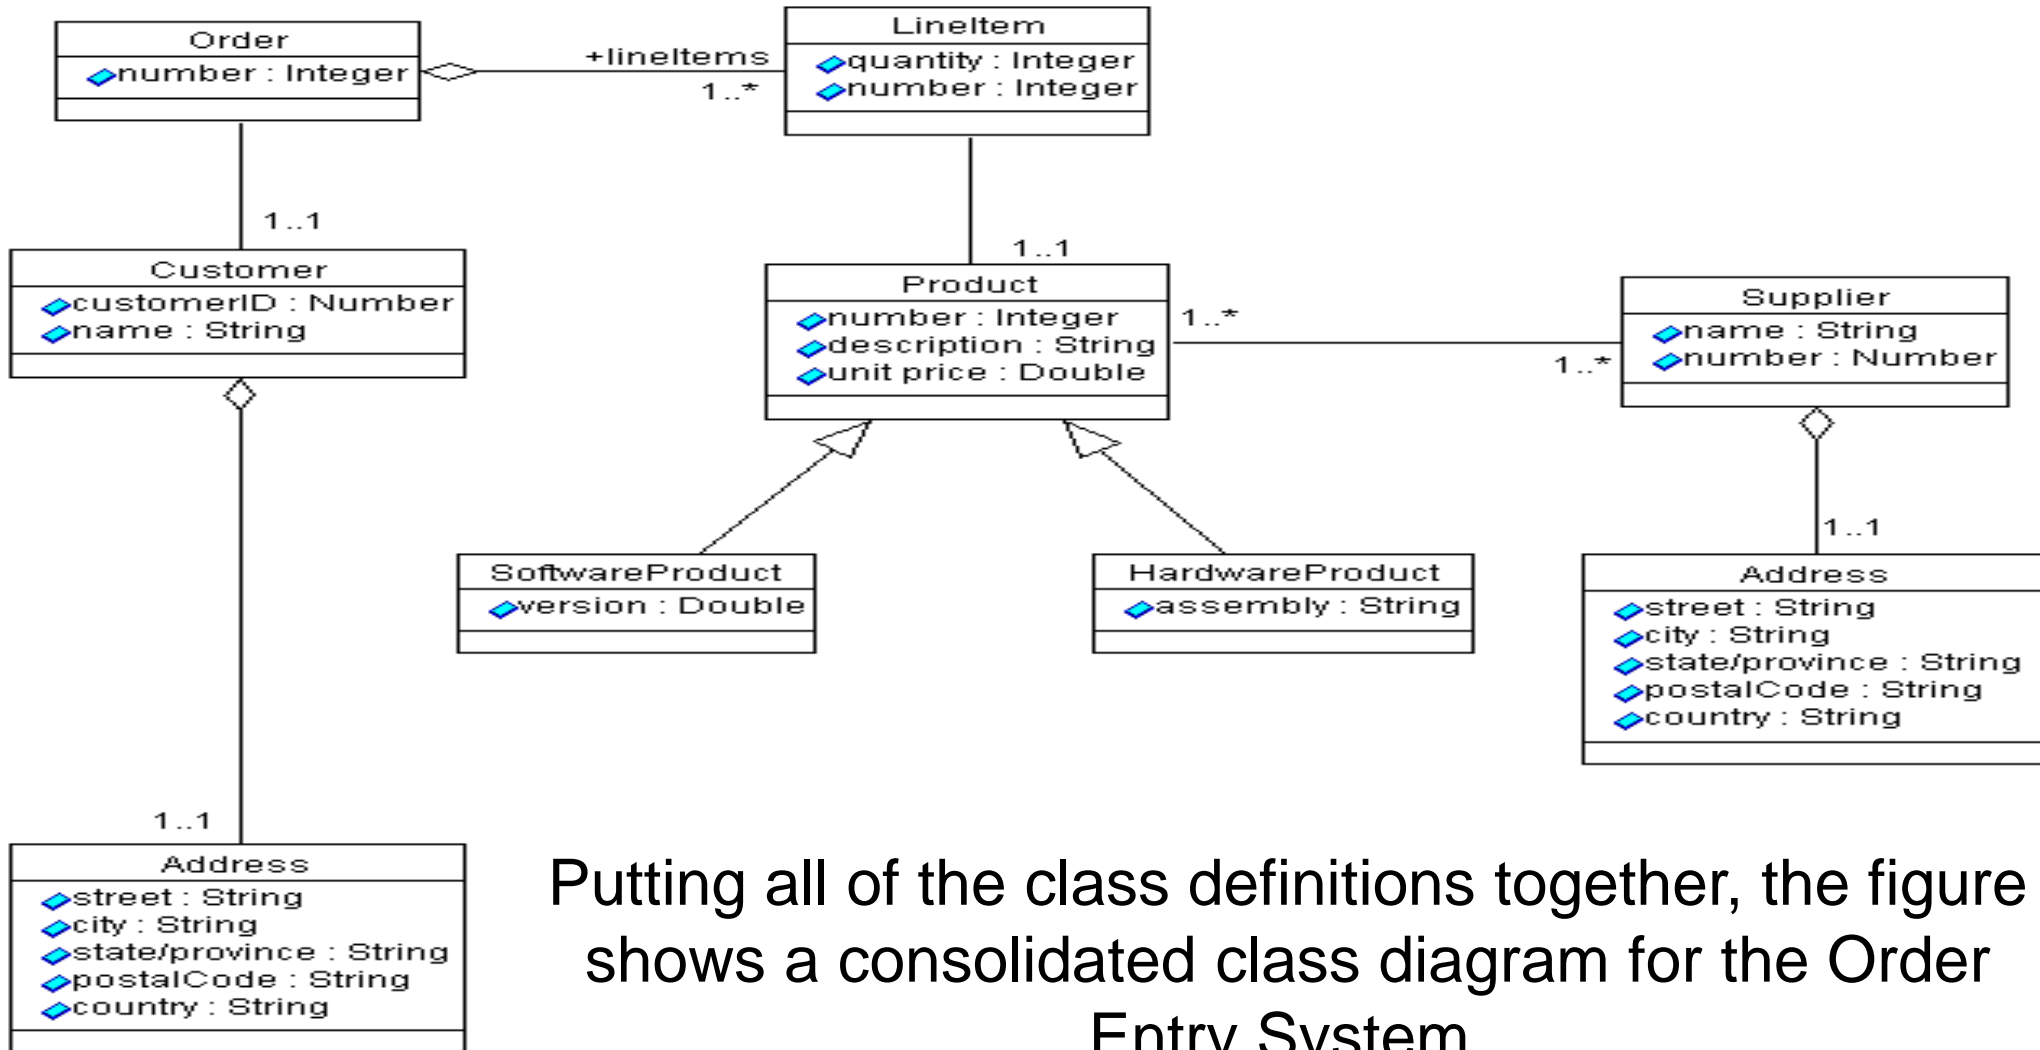 Order
number : Integer
+lineItems
1..*
LineItem
quantity : Integer
number : Integer
1..1
Customer
customerID : Number
name : String
1..1
Product
number : Integer
description : String
unit price : Double
1..*
1..*
Supplier
name : String
number : Number
SoftwareProduct
version : Double
HardwareProduct
assembly : String
1..1
Address
street : String
city : String
state/province : String
postalCode : String
country : String
1..1
Address
street : String
city : String
state/province : String
postalCode : String
country : String
Putting all of the class definitions together, the figure
shows a consolidated class diagram for the Order
Entry System